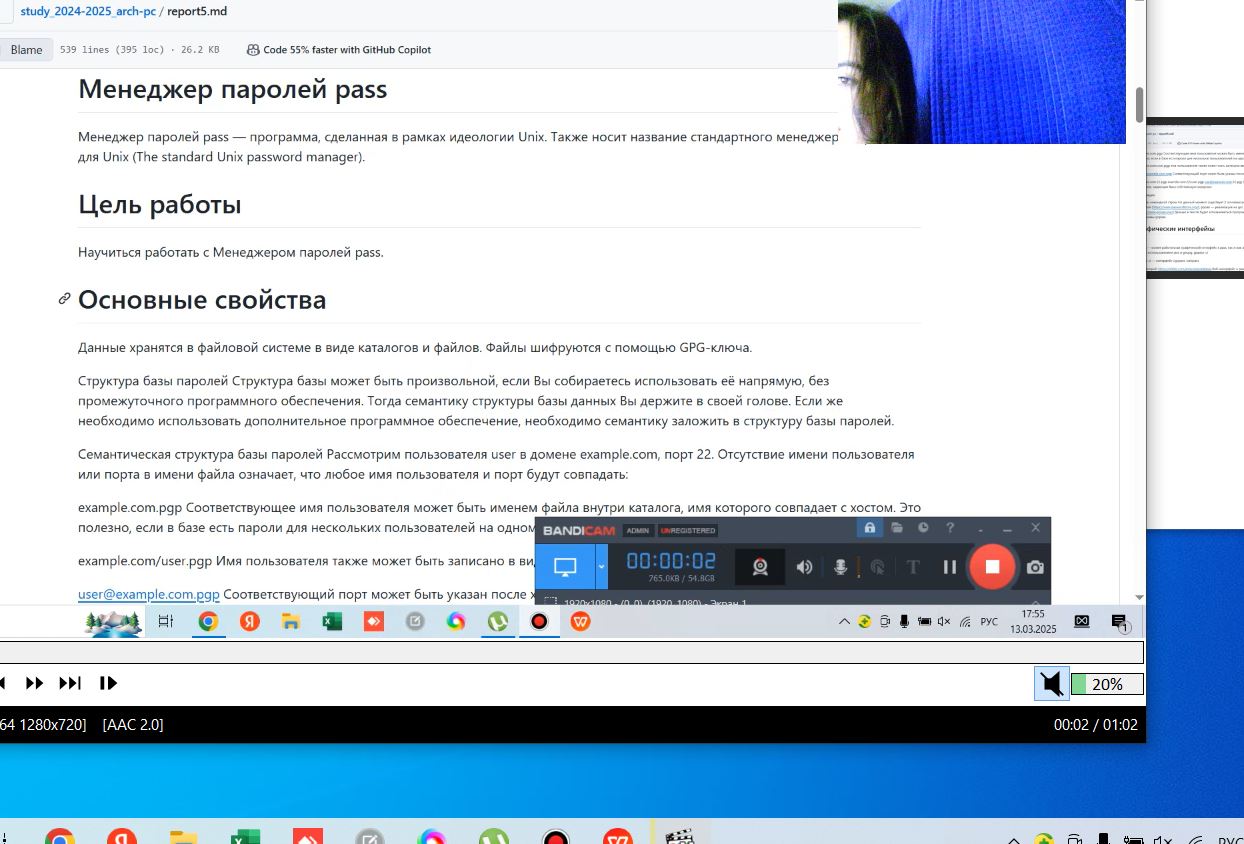 study_2024-2025_arch-pc / report5.md
Blame 539 lines (395 loc) · 26.2 KB Code 55% faster with GitHub Copilot
Менеджер паролей pass
Менеджер паролей pass — программа, сделанная в рамках идеологии Unix. Также носит название стандартного менеджер
для Unix (The standard Unix password manager).
Цель работы
Научиться работать с Менеджером паролей pass.
Основные свойства
Данные хранятся в файловой системе в виде каталогов и файлов. Файлы шифруются с помощью GPG-ключа.
Структура базы паролей Структура базы может быть произвольной, если Вы собираетесь использовать её напрямую, без
промежуточного программного обеспечения. Тогда семантику структуры базы данных Вы держите в своей голове. Если же
необходимо использовать дополнительное программное обеспечение, необходимо семантику заложить в структуру базы паролей.
Семантическая структура базы паролей Рассмотрим пользователя user в домене example.com, порт 22. Отсутствие имени пользователя
или порта в имени файла означает, что любое имя пользователя и порт будут совпадать:
example.com.pgp Соответствующее имя пользователя может быть именем файла внутри каталога, имя которого совпадает с хостом. Это
полезно, если в базе есть пароли для нескольких пользователей на одном
example.com/user.pgp Имя пользователя также может быть записано в ви
user@example.com.pgp Соответствующий порт может быть указан после х
BANDICAM ADMIN UNREGISTERED
00:00:02
765.0KB / 54.8GB
1920x1080 - (0, 0), (1920, 1080) - Экран 1
РУС
17:55
13.03.2025
1
20%
64 1280x720] [AAC 2.0]
00:02 / 01:02
фические интерфейсы
РУС